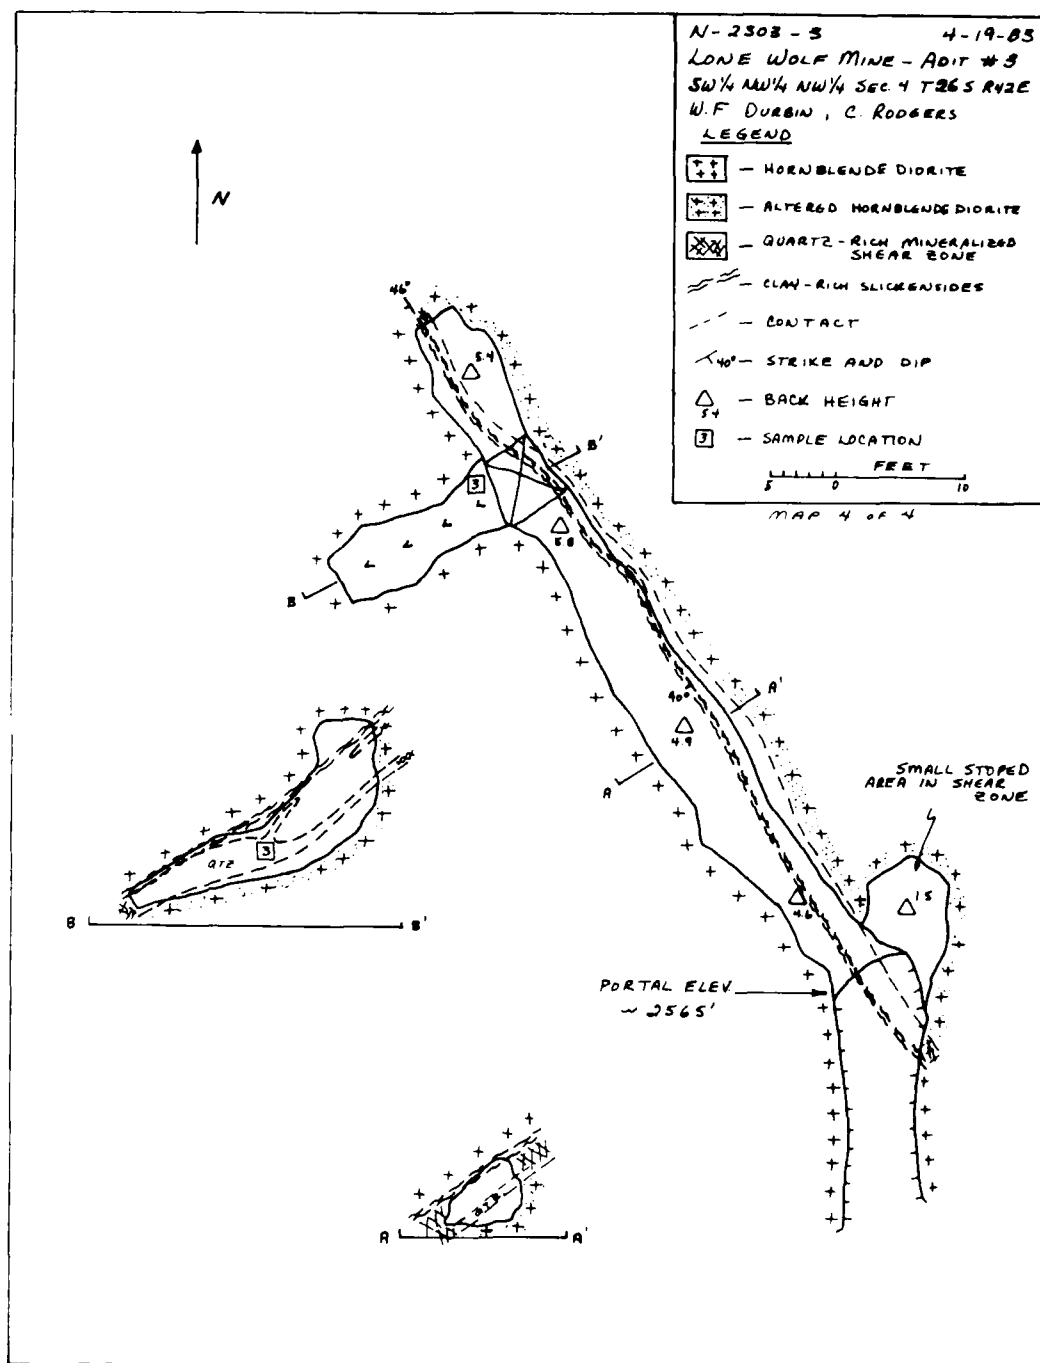 N-2303-3 4-19-83
LONE WOLF MINE - ADIT #3
SW¼ NW¼ NW¼ SEC. 4 T26S R42E
W.F DURBIN, C. RODGERS
LEGEND
- HORNBLENDE DIORITE
- ALTERED HORNBLENDE DIORITE
- QUARTZ-RICH MINERALIZED
SHEAR ZONE
- CLAY-RICH SLICKENSIDES
- CONTACT
40° - STRIKE AND DIP
5.4 - BACK HEIGHT
3 - SAMPLE LOCATION
FEET
5 0 10
MAP 4 OF 4
N
46°
5.4
B'
3
L
L
L
L
5.8
B
A'
40°
4.9
A
SMALL STOPED
AREA IN SHEAR
ZONE
1.5
4.6
PORTAL ELEV.
~ 2565'
QTZ
3
B B'
QTZ
A A'